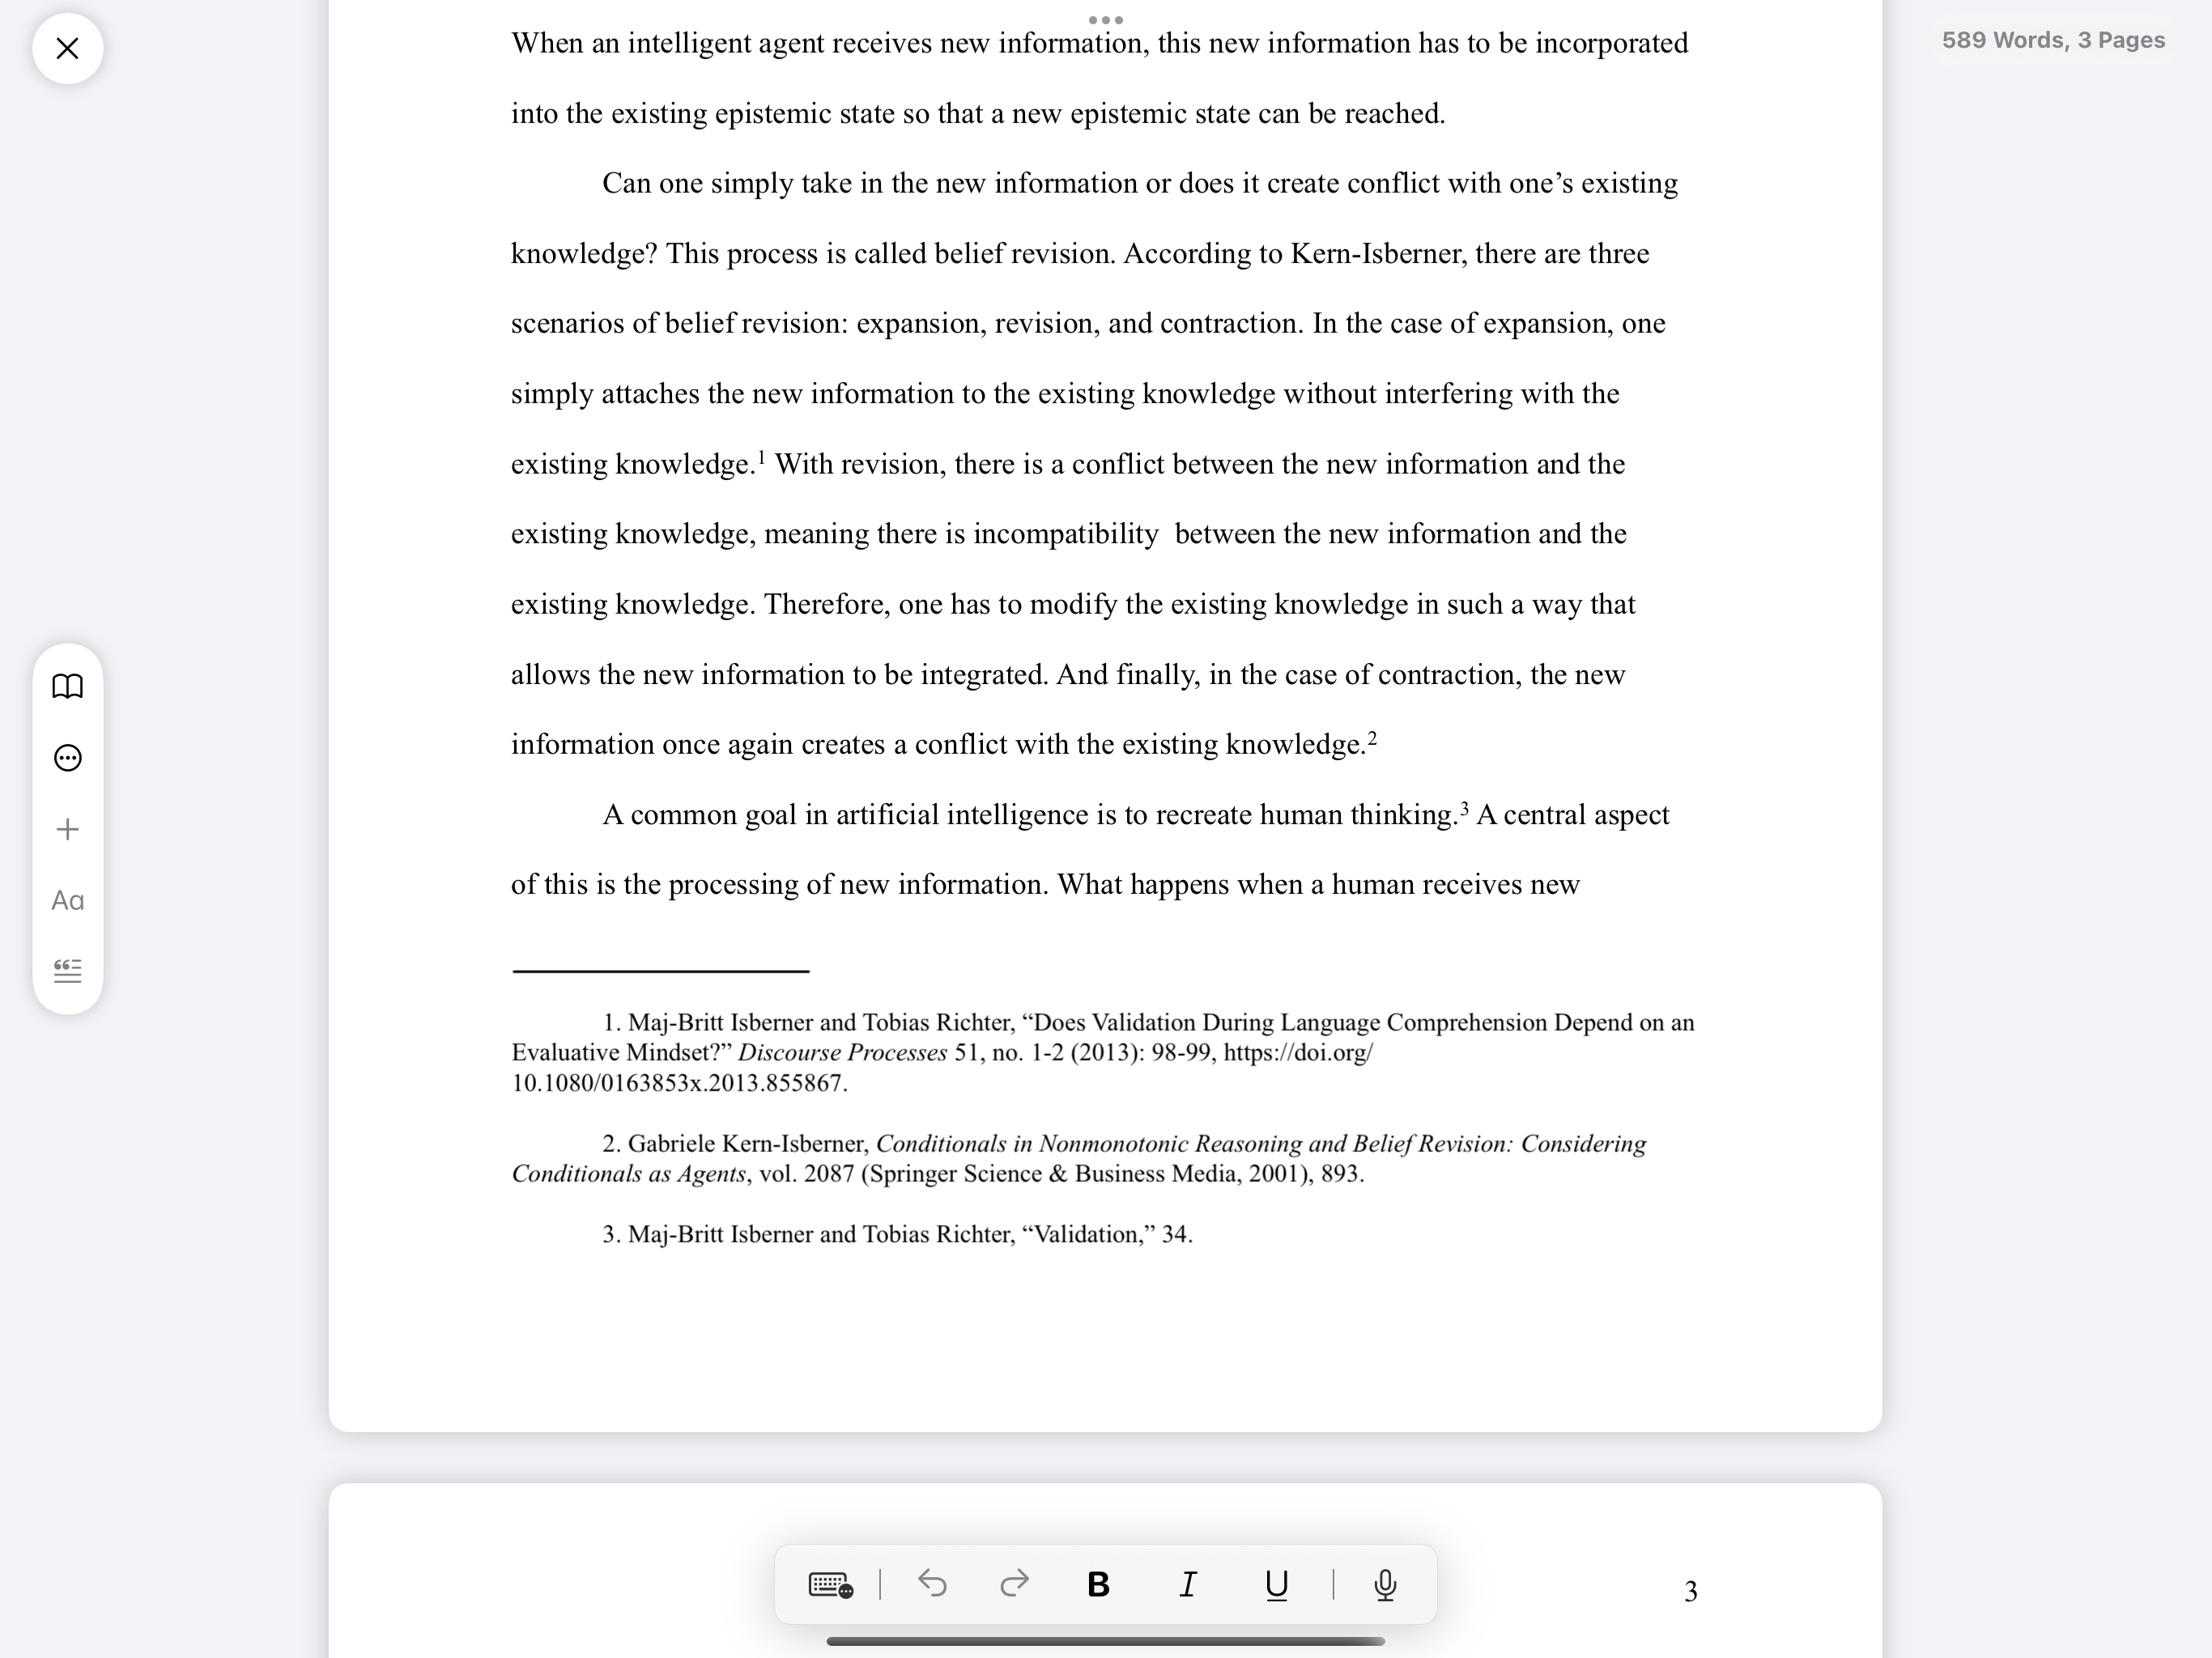 589 Words, 3 Pages
When an intelligent agent receives new information, this new information has to be incorporated
into the existing epistemic state so that a new epistemic state can be reached.
Can one simply take in the new information or does it create conflict with one’s existing
knowledge? This process is called belief revision. According to Kern-Isberner, there are three
scenarios of belief revision: expansion, revision, and contraction. In the case of expansion, one
simply attaches the new information to the existing knowledge without interfering with the
existing knowledge.1 With revision, there is a conflict between the new information and the
existing knowledge, meaning there is incompatibility  between the new information and the
existing knowledge. Therefore, one has to modify the existing knowledge in such a way that
allows the new information to be integrated. And finally, in the case of contraction, the new
information once again creates a conflict with the existing knowledge.2
A common goal in artificial intelligence is to recreate human thinking.3 A central aspect
of this is the processing of new information. What happens when a human receives new
1. Maj-Britt Isberner and Tobias Richter, “Does Validation During Language Comprehension Depend on an
Evaluative Mindset?” Discourse Processes 51, no. 1-2 (2013): 98-99, https://doi.org/
10.1080/0163853x.2013.855867.
2. Gabriele Kern-Isberner, Conditionals in Nonmonotonic Reasoning and Belief Revision: Considering
Conditionals as Agents, vol. 2087 (Springer Science & Business Media, 2001), 893.
3. Maj-Britt Isberner and Tobias Richter, “Validation,” 34.
Aa
B I U
3